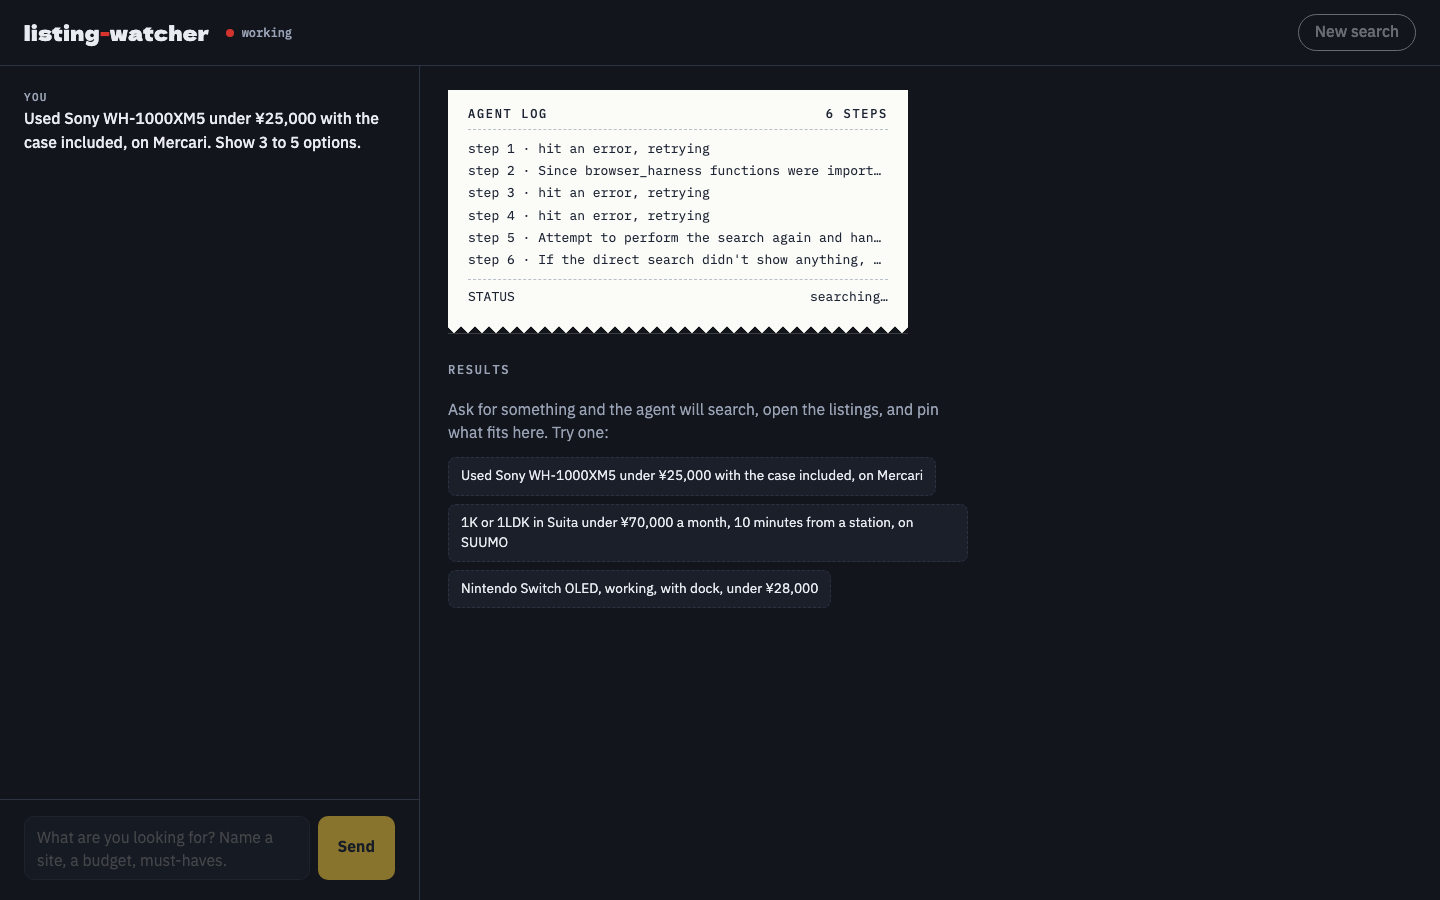 listing-watcher
working
New search
YOU
Used Sony WH-1000XM5 under ¥25,000 with the
case included, on Mercari. Show 3 to 5 options.
AGENT LOG 6 STEPS
step 1 · hit an error, retrying
step 2 · Since browser_harness functions were import…
step 3 · hit an error, retrying
step 4 · hit an error, retrying
step 5 · Attempt to perform the search again and han…
step 6 · If the direct search didn't show anything, …
STATUS searching…
RESULTS
Ask for something and the agent will search, open the listings, and pin
what fits here. Try one:
Used Sony WH-1000XM5 under ¥25,000 with the case included, on Mercari
1K or 1LDK in Suita under ¥70,000 a month, 10 minutes from a station, on
SUUMO
Nintendo Switch OLED, working, with dock, under ¥28,000
What are you looking for? Name a
site, a budget, must-haves.
Send